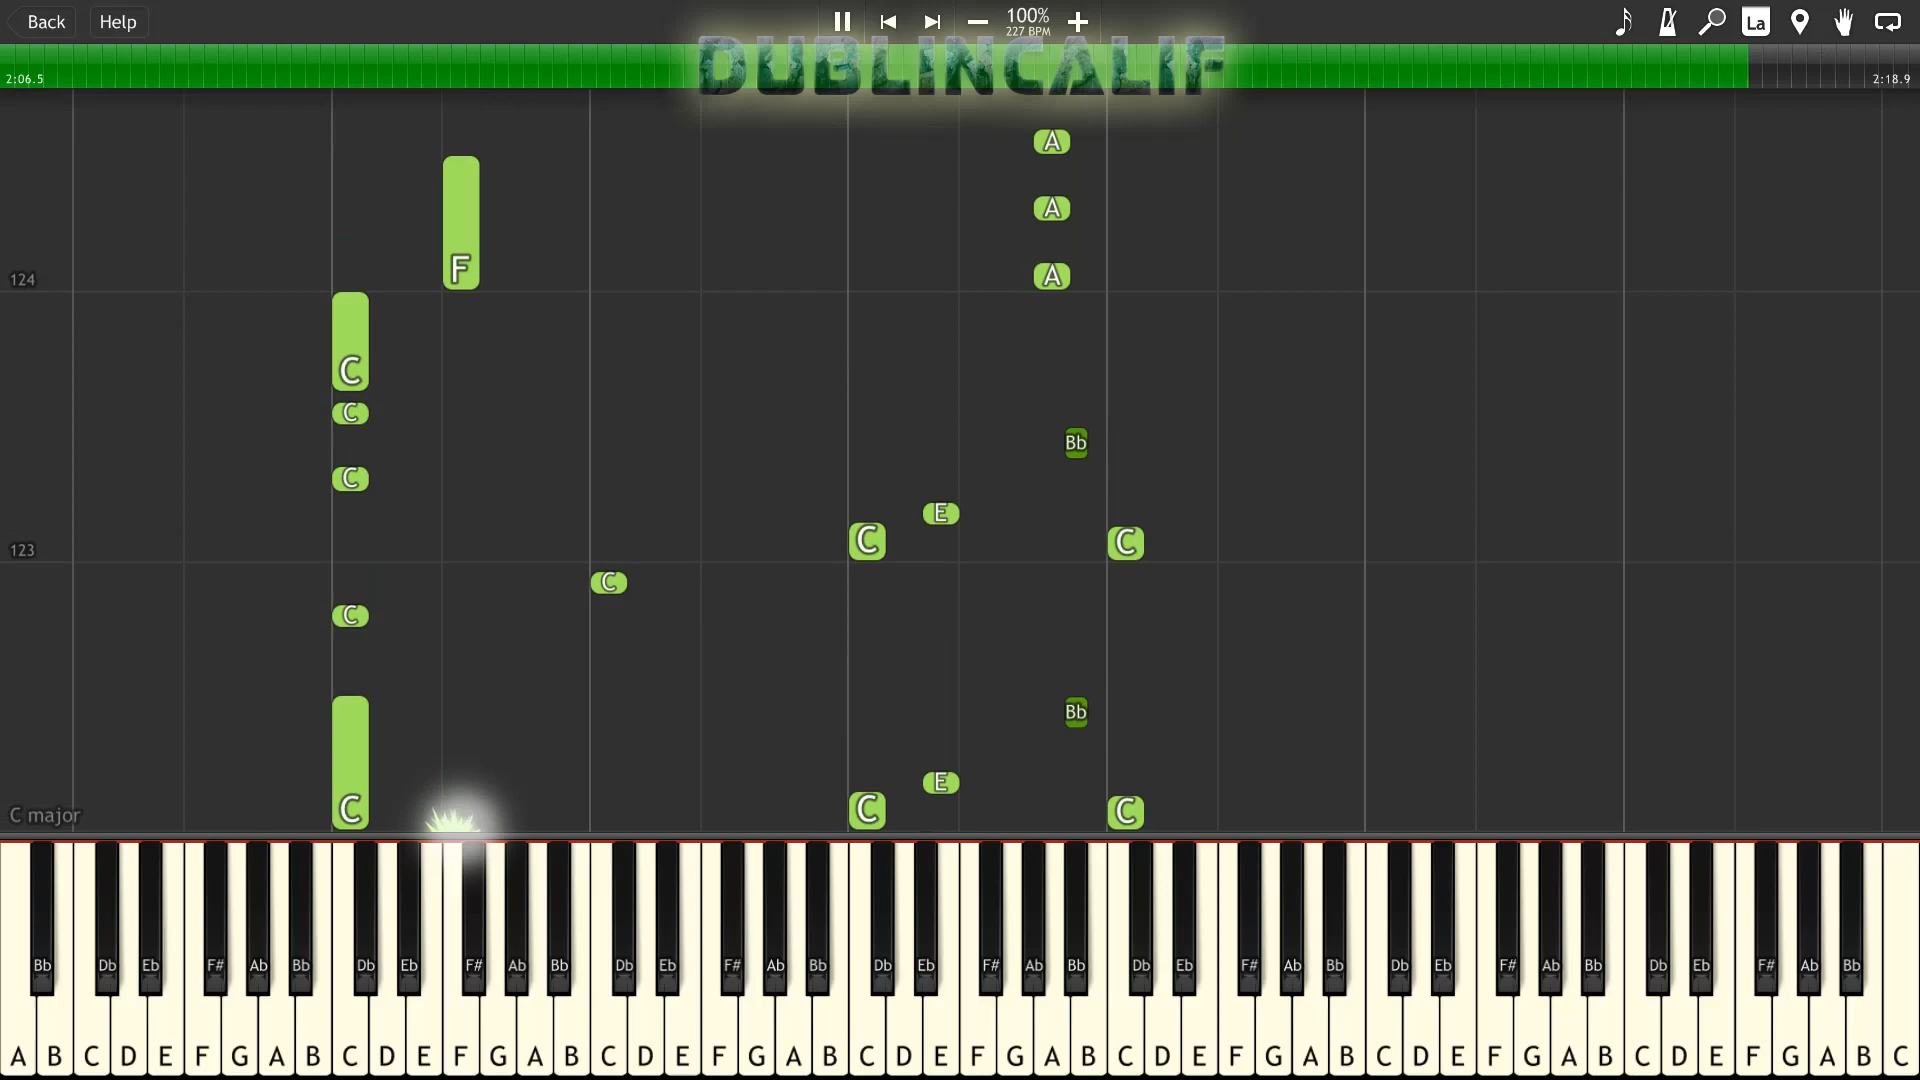 Back Help 100% La
227 BPM
DUBLINCALIF
2:06.5 2:18.9
A
A
F A
124
C
C
Bb
C
E
C C
123
C
C
Bb
E
C C C
C major
Bb Db Eb F# Ab Bb Db Eb F# Ab Bb Db Eb F# Ab Bb Db Eb F# Ab Bb Db Eb F# Ab Bb Db Eb F# Ab Bb Db Eb F# Ab Bb
A B C D E F G A B C D E F G A B C D E F G A B C D E F G A B C D E F G A B C D E F G A B C D E F G A B C